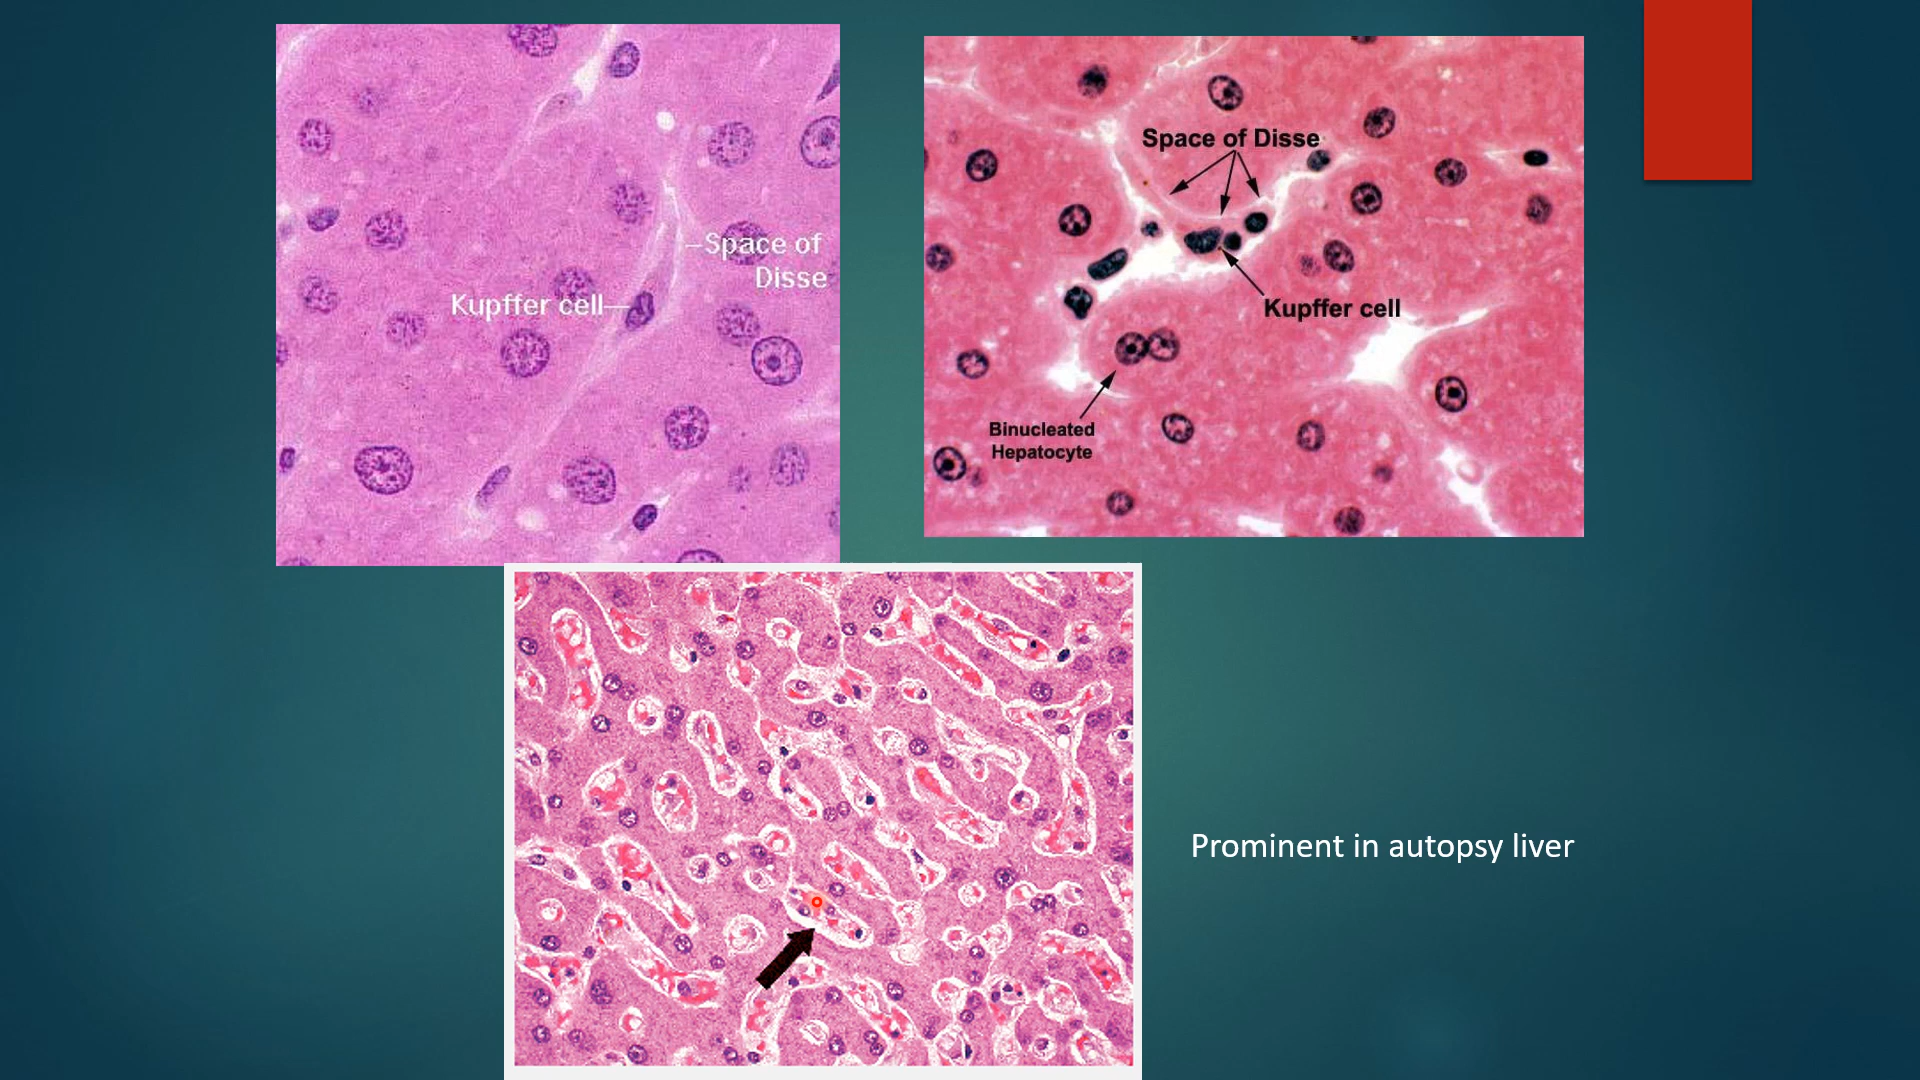 Space of
Disse
Kupffer cell
Space of Disse
Kupffer cell
Binucleated
Hepatocyte
Prominent in autopsy liver